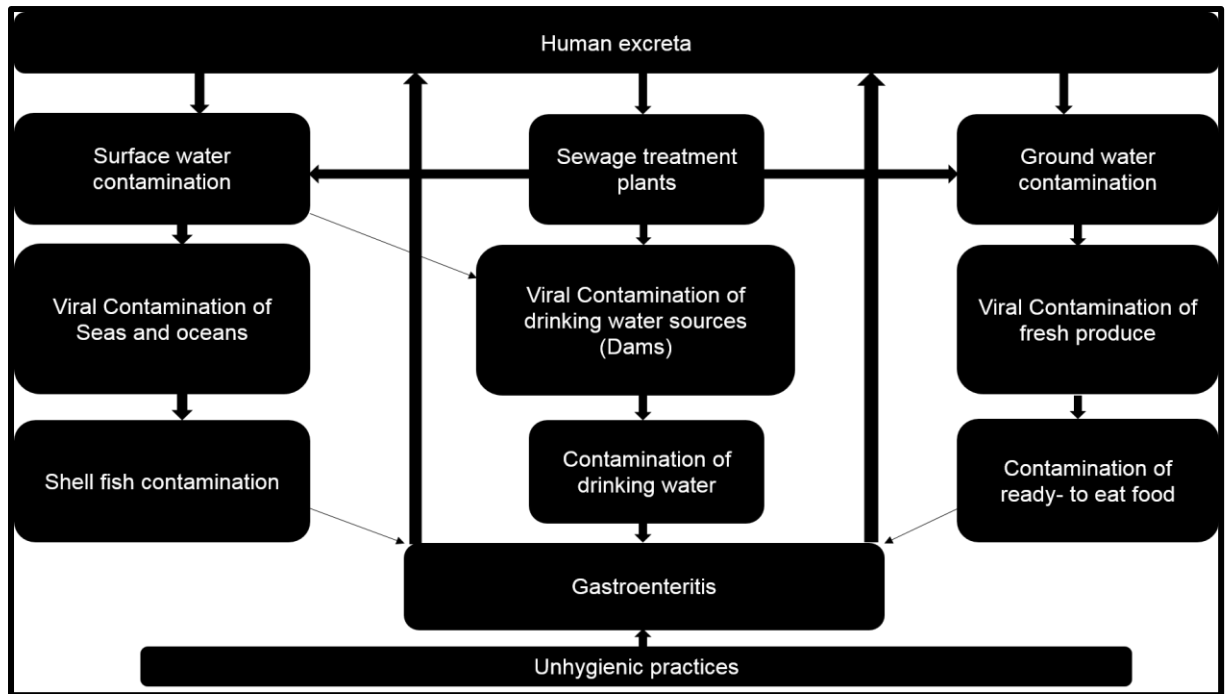 Human excreta
Surface water
contamination
Sewage treatment
plants
Ground water
contamination
Viral Contamination of
Seas and oceans
Viral Contamination of
drinking water sources
(Dams)
Viral Contamination of
fresh produce
Shell fish contamination
Contamination of
drinking water
Contamination of
ready- to eat food
Gastroenteritis
Unhygienic practices